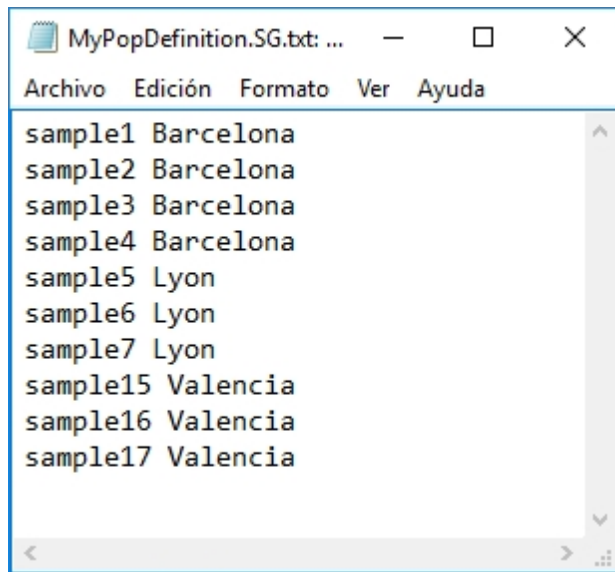 MyPopDefinition.SG.txt: ...
Archivo Edición Formato Ver Ayuda
sample1 Barcelona
sample2 Barcelona
sample3 Barcelona
sample4 Barcelona
sample5 Lyon
sample6 Lyon
sample7 Lyon
sample15 Valencia
sample16 Valencia
sample17 Valencia